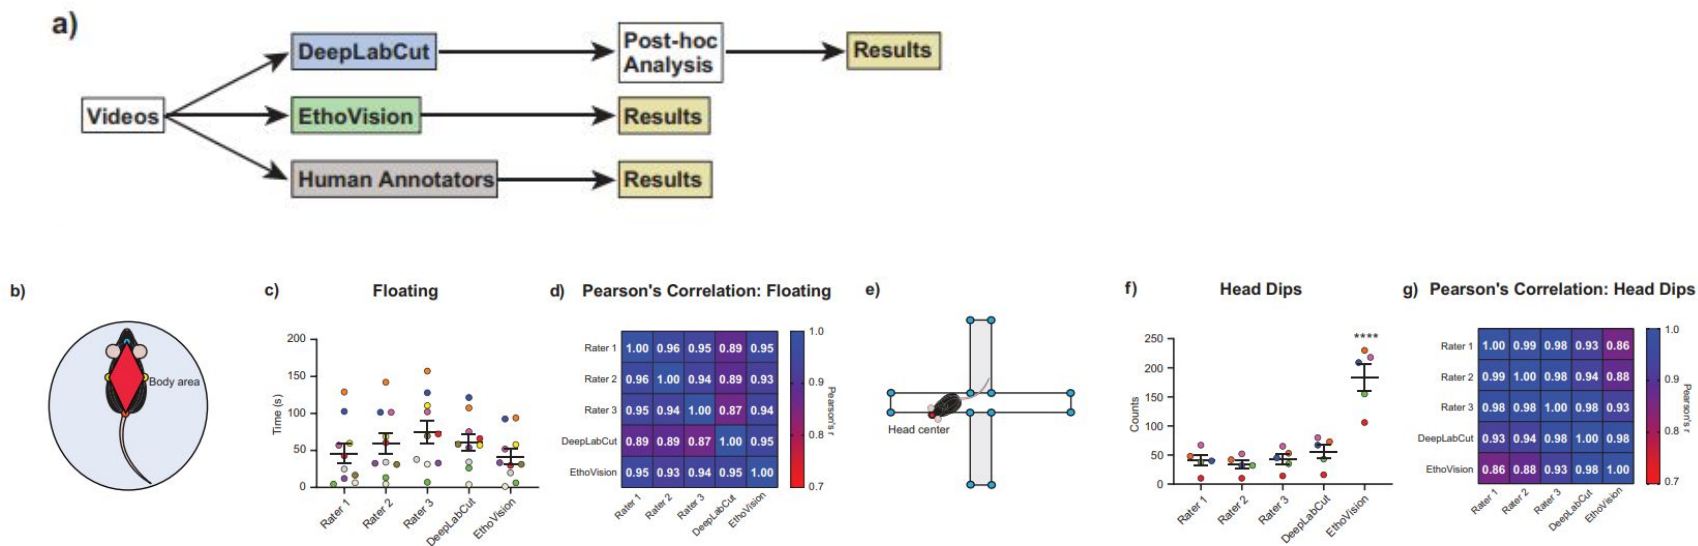 a)
Videos
DeepLabCut
Post-hoc
Analysis
Results
EthoVision
Results
Human Annotators
Results
b)
Body area
c)
Floating
Time (s)
200
150
100
50
0
Rater 1
Rater 2
Rater 3
DeepLabCut
EthoVision
d) Pearson's Correlation: Floating
Rater 1 1.00 0.96 0.95 0.89 0.95
Rater 2 0.96 1.00 0.94 0.89 0.93
Rater 3 0.95 0.94 1.00 0.87 0.94
DeepLabCut 0.89 0.89 0.87 1.00 0.95
EthoVision 0.95 0.93 0.94 0.95 1.00
Rater 1
Rater 2
Rater 3
DeepLabCut
EthoVision
1.0
0.9
0.8
0.7
Pearson's r
e)
Head center
f)
Head Dips
Counts
250
200
150
100
50
0
****
Rater 1
Rater 2
Rater 3
DeepLabCut
EthoVision
g) Pearson's Correlation: Head Dips
Rater 1 1.00 0.99 0.98 0.93 0.86
Rater 2 0.99 1.00 0.98 0.94 0.88
Rater 3 0.98 0.98 1.00 0.98 0.93
DeepLabCut 0.93 0.94 0.98 1.00 0.98
EthoVision 0.86 0.88 0.93 0.98 1.00
Rater 1
Rater 2
Rater 3
DeepLabCut
EthoVision
1.0
0.9
0.8
0.7
Pearson's r